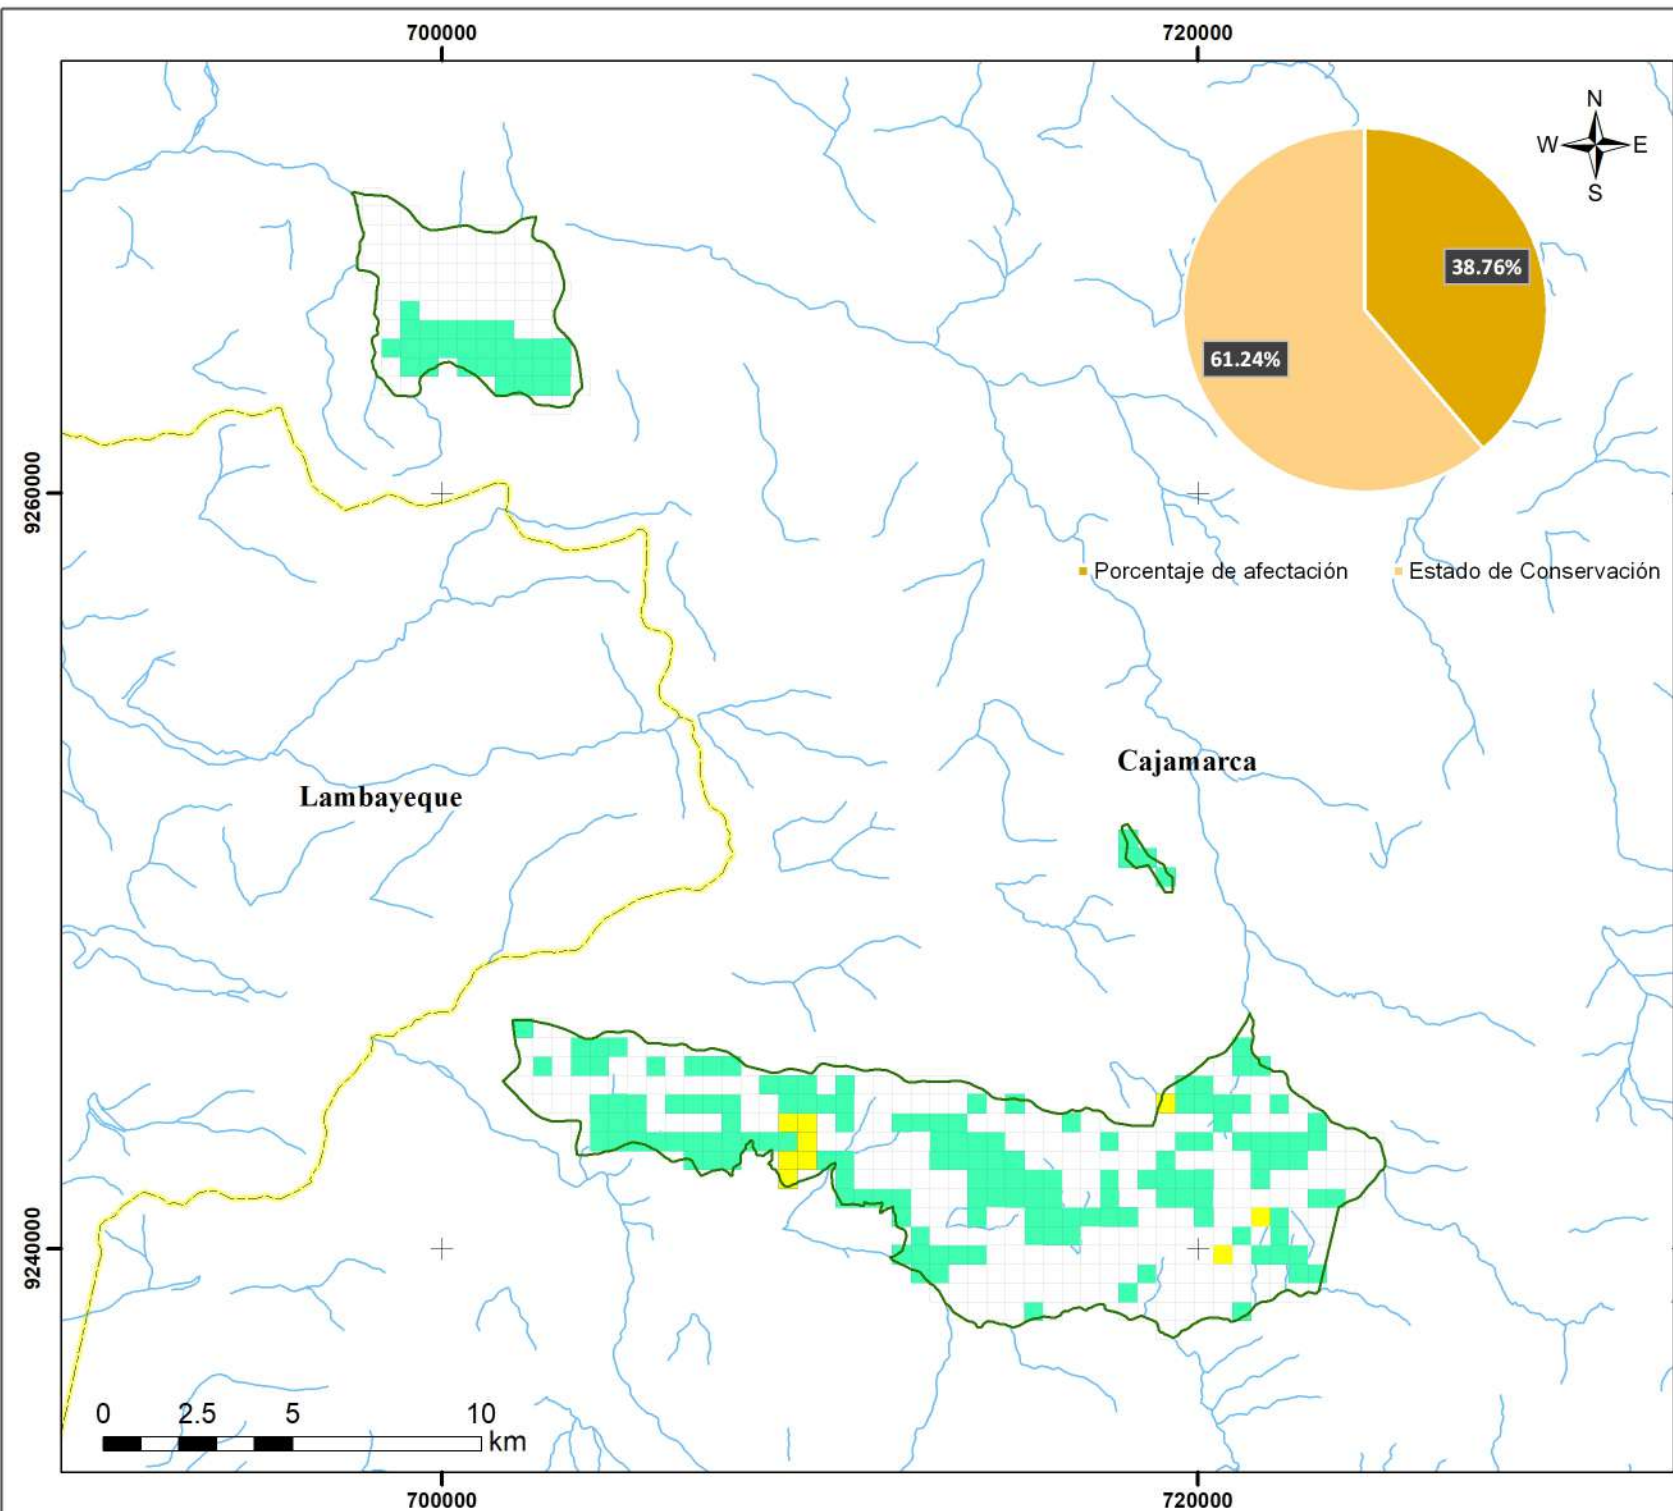 700000 720000
N
W E
S
38.76%
61.24%
9260000
Porcentaje de afectación Estado de Conservación
Cajamarca
Lambayeque
9240000
0 2.5 5 10
km
700000 720000